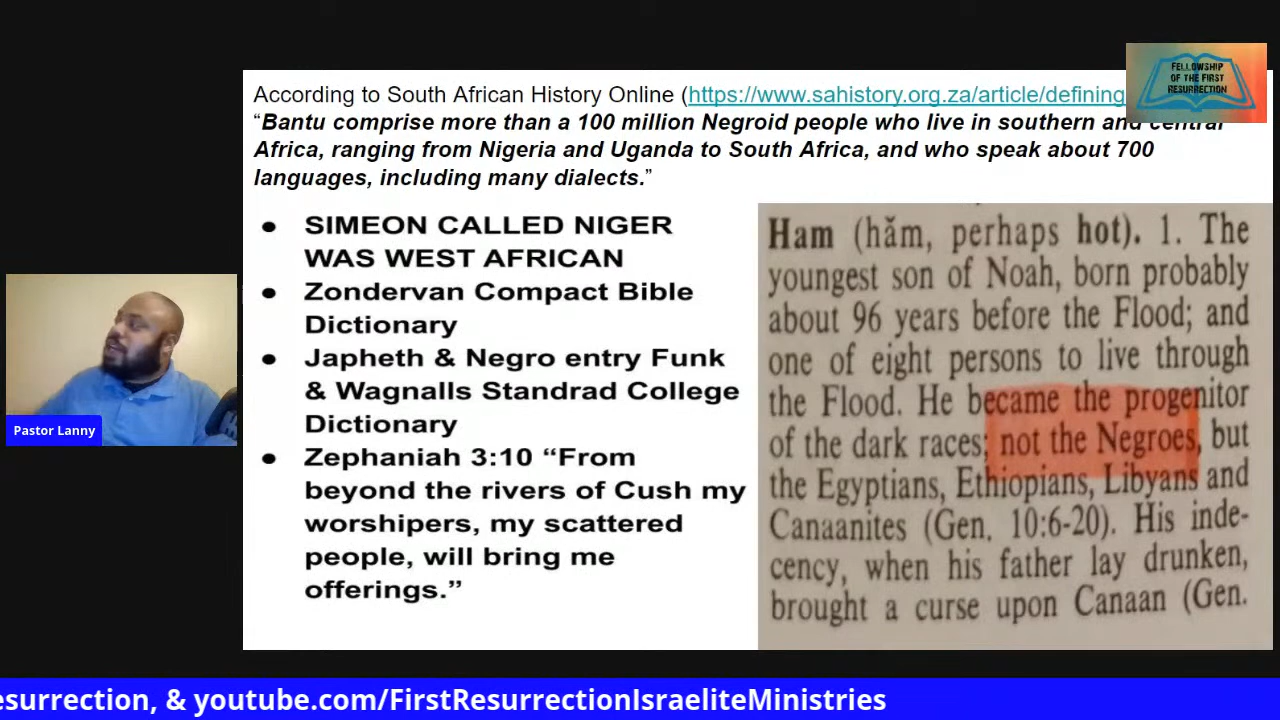 According to South African History Online (https://www.sahistory.org.za/article/defining
FELLOWSHIP
OF THE FIRST
RESURRECTION
“Bantu comprise more than a 100 million Negroid people who live in southern and central
Africa, ranging from Nigeria and Uganda to South Africa, and who speak about 700
languages, including many dialects.”
● SIMEON CALLED NIGER
WAS WEST AFRICAN
● Zondervan Compact Bible
Dictionary
● Japheth & Negro entry Funk
& Wagnalls Standrad College
Dictionary
● Zephaniah 3:10 “From
beyond the rivers of Cush my
worshipers, my scattered
people, will bring me
offerings.”
Ham (hăm, perhaps hot). 1. The
youngest son of Noah, born probably
about 96 years before the Flood; and
one of eight persons to live through
the Flood. He became the progenitor
of the dark races; not the Negroes, but
the Egyptians, Ethiopians, Libyans and
Canaanites (Gen. 10:6-20). His inde-
cency, when his father lay drunken,
brought a curse upon Canaan (Gen.
Pastor Lanny
esurrection, & youtube.com/FirstResurrectionIsraeliteMinistries